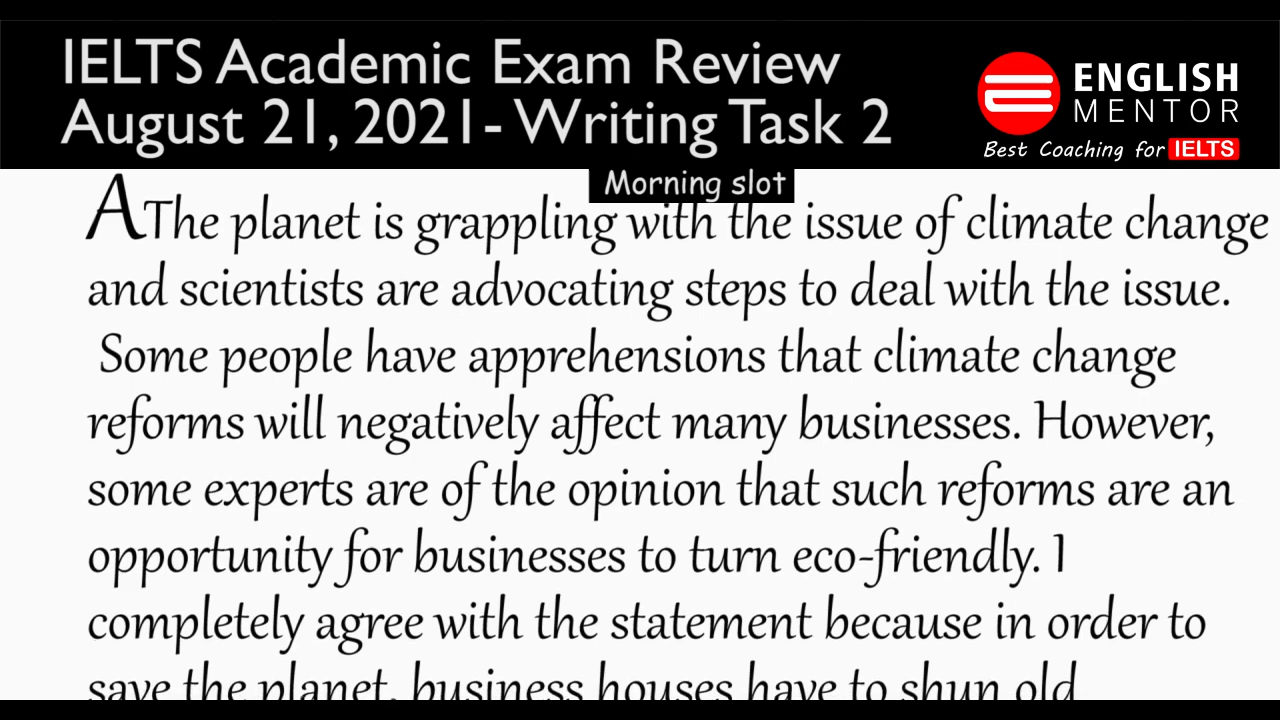 IELTS Academic Exam Review
August 21, 2021- Writing Task 2
ENGLISH
MENTOR
Best Coaching for IELTS
Morning slot
AThe planet is grappling with the issue of climate change
and scientists are advocating steps to deal with the issue.
Some people have apprehensions that climate change
reforms will negatively affect many businesses. However,
some experts are of the opinion that such reforms are an
opportunity for businesses to turn eco-friendly. I
completely agree with the statement because in order to
save the planet, business houses have to shun old